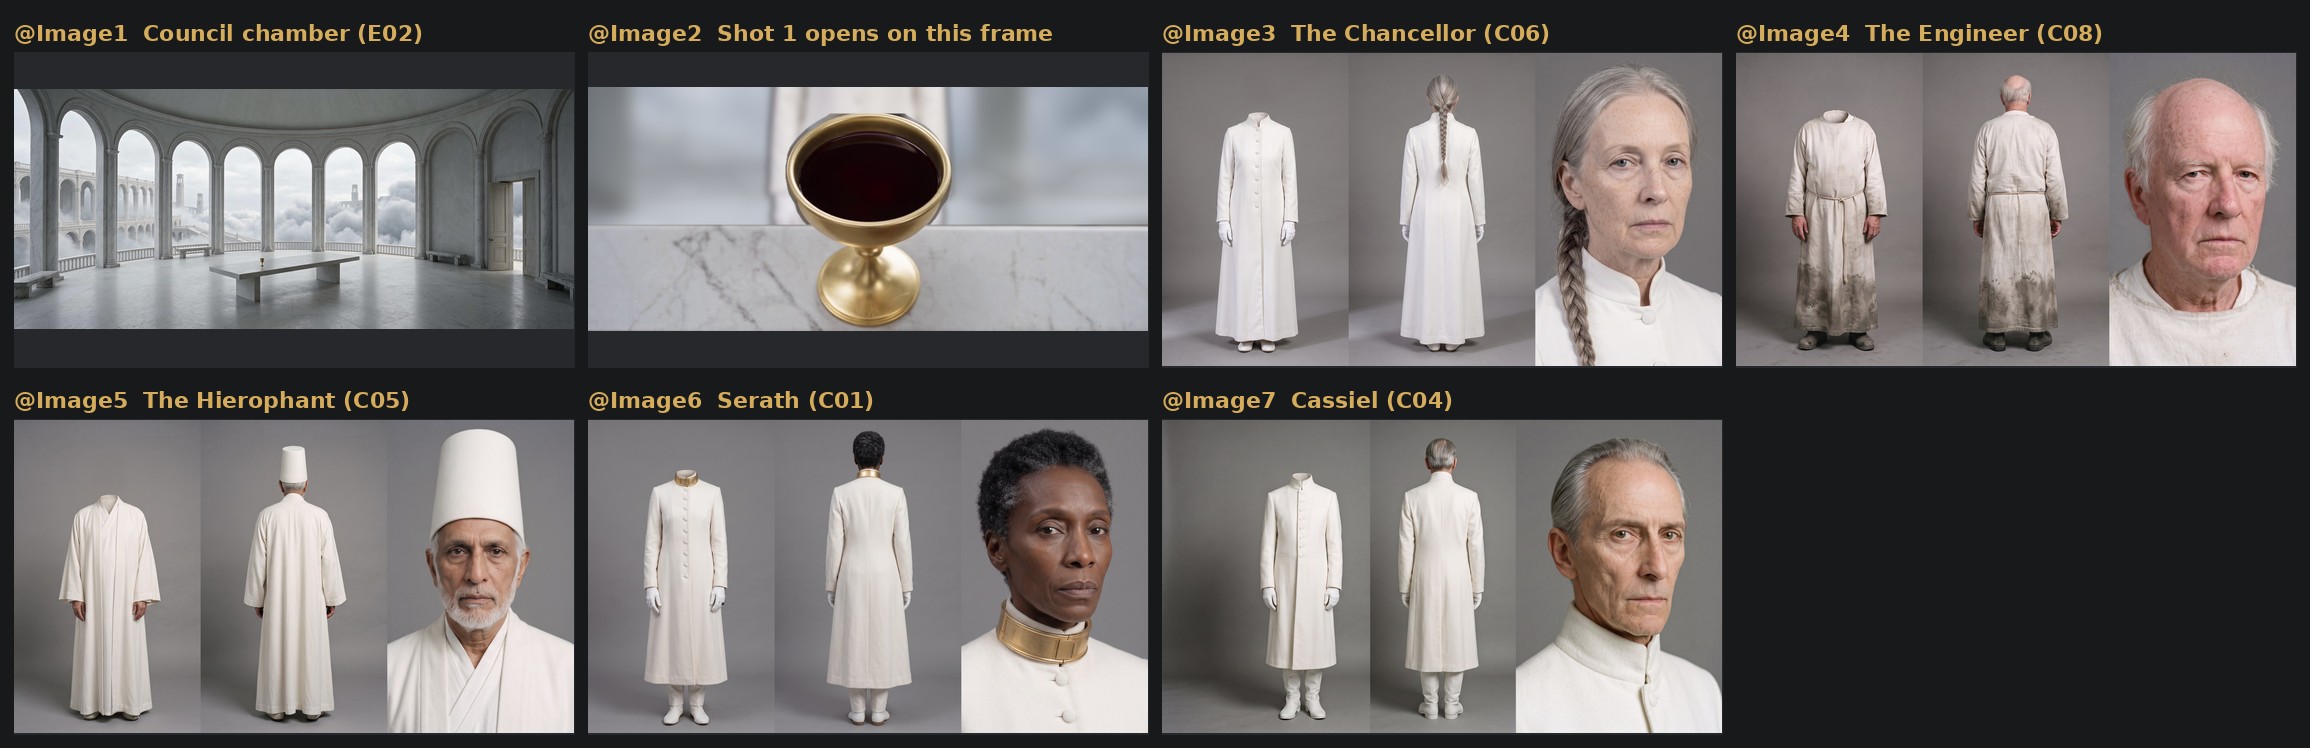 @Image1 Council chamber (E02)
@Image2 Shot 1 opens on this frame
@Image3 The Chancellor (C06)
@Image4 The Engineer (C08)
@Image5 The Hierophant (C05)
@Image6 Serath (C01)
@Image7 Cassiel (C04)